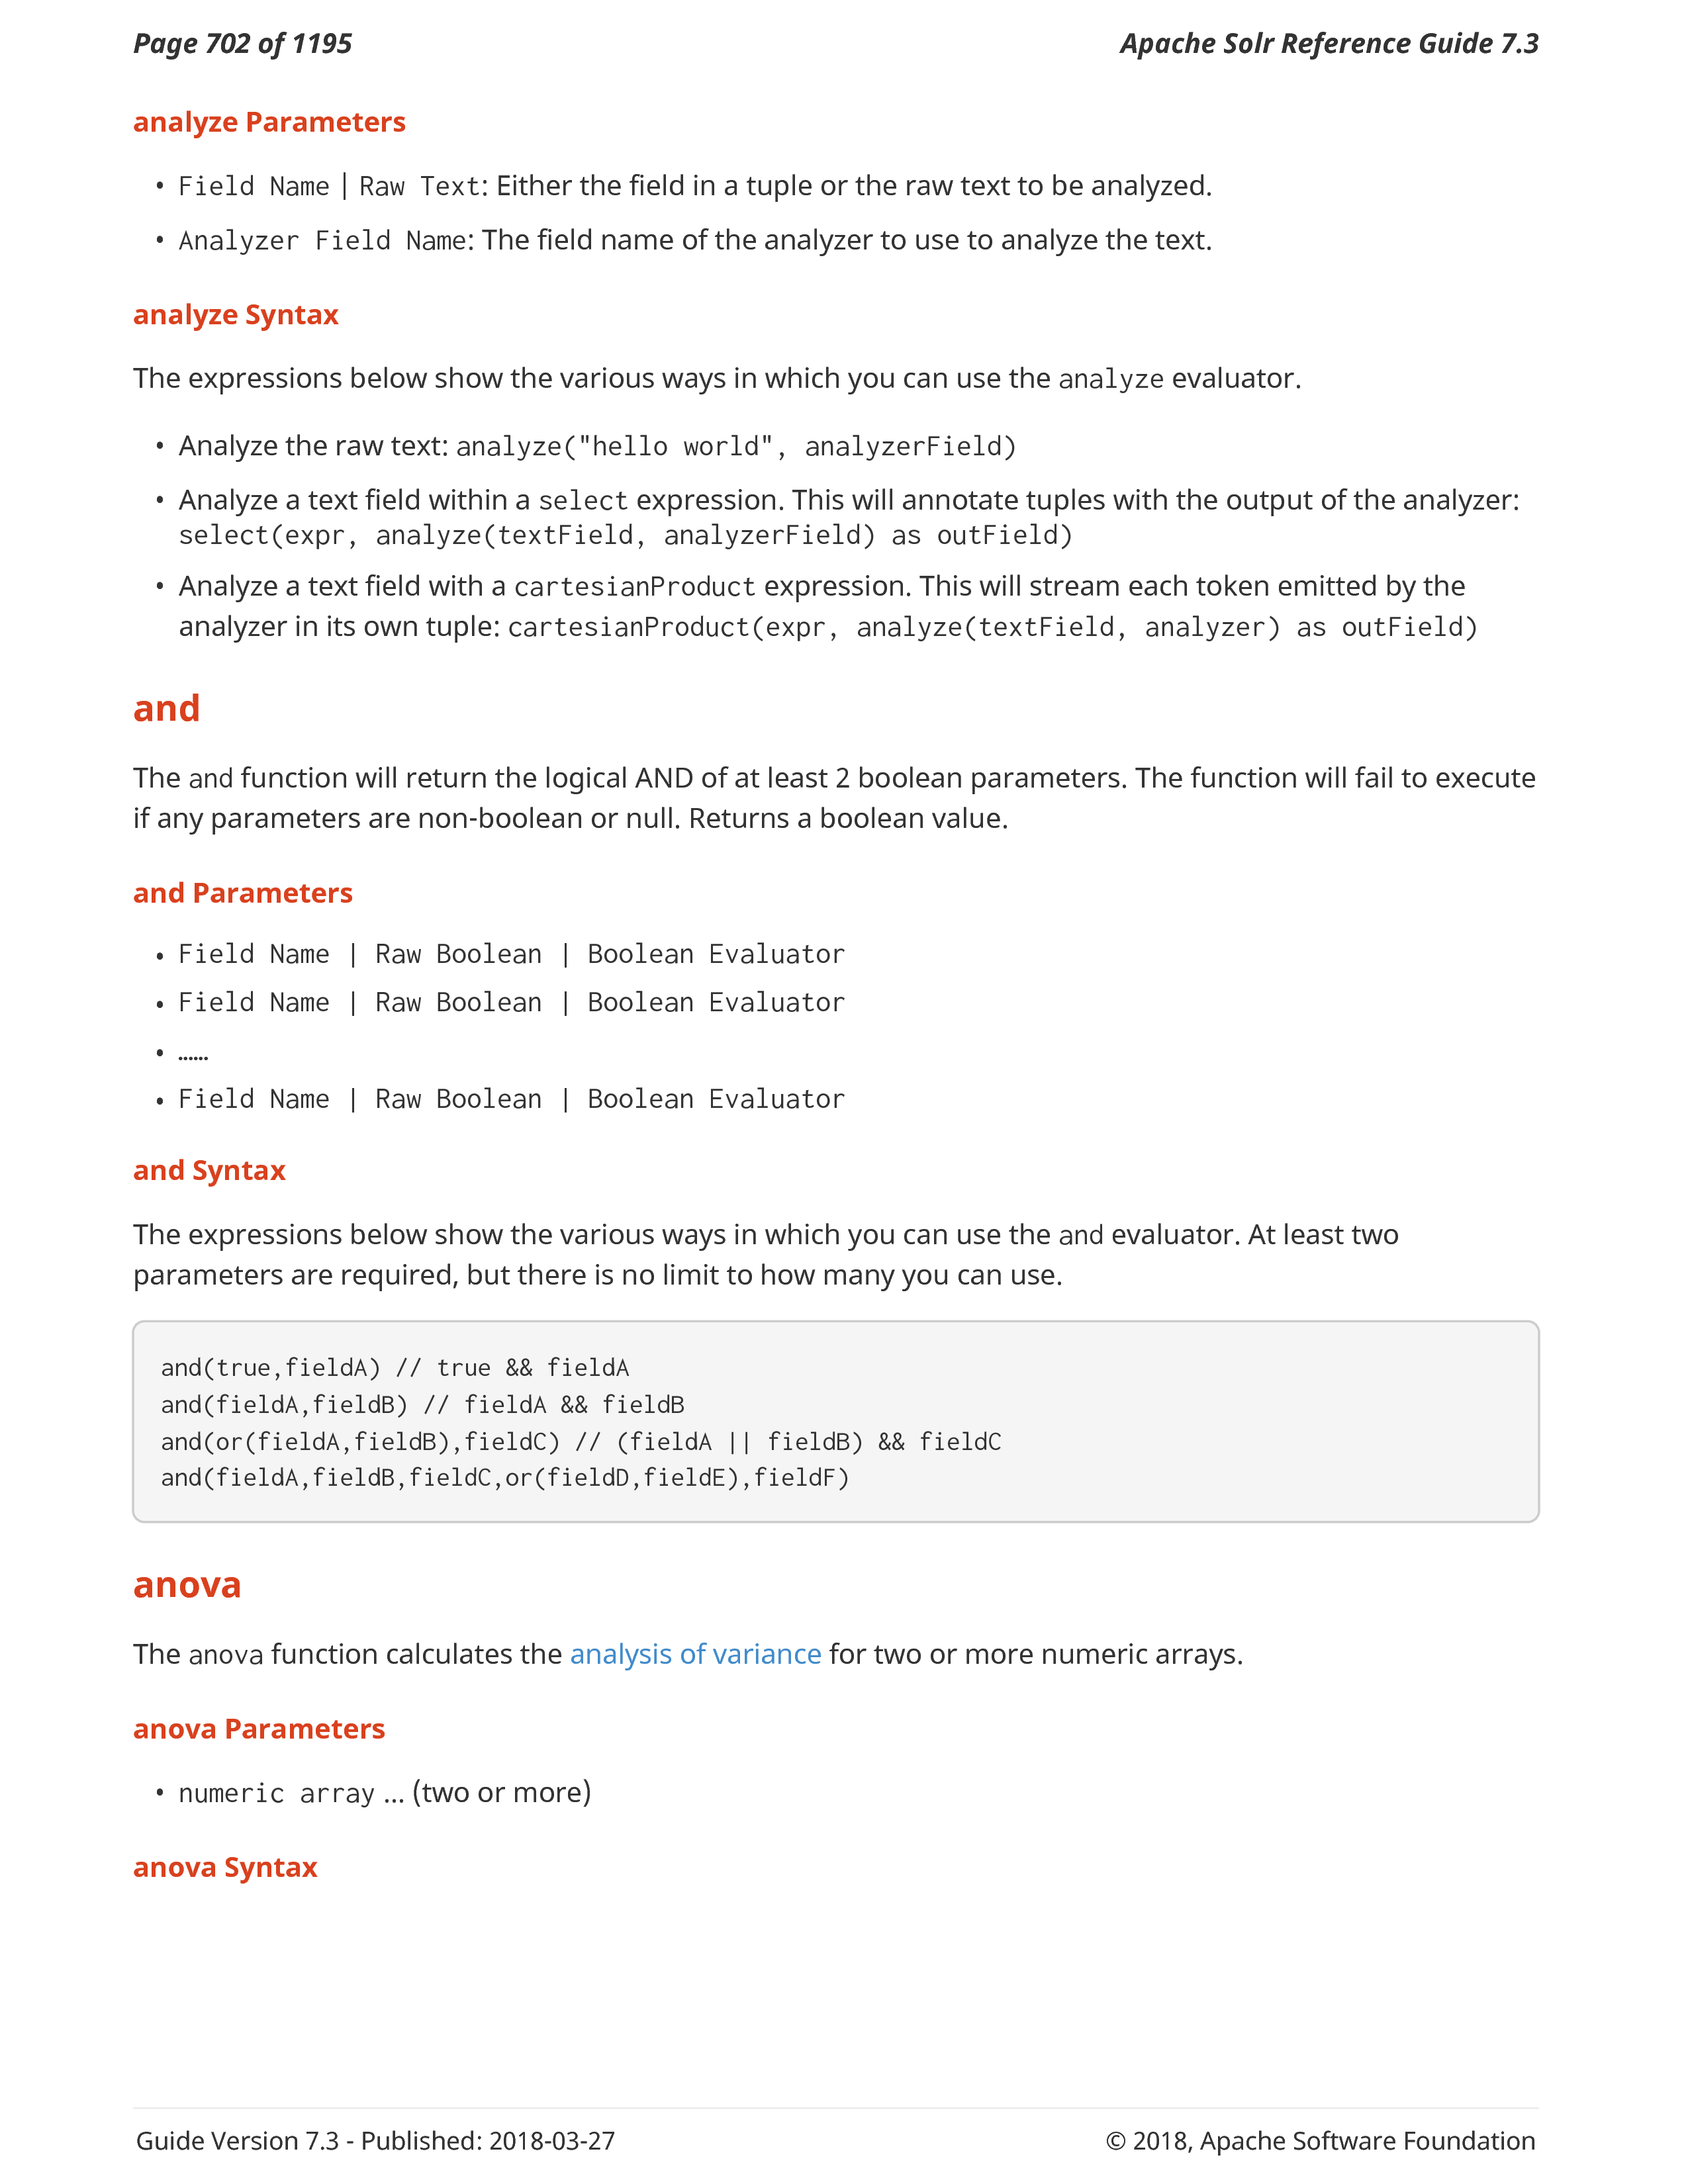 Page 702 of 1195
Apache Solr Reference Guide 7.3
analyze Parameters
• Field Name | Raw Text: Either the field in a tuple or the raw text to be analyzed.
• Analyzer Field Name: The field name of the analyzer to use to analyze the text.
analyze Syntax
The expressions below show the various ways in which you can use the analyze evaluator.
• Analyze the raw text: analyze("hello world", analyzerField)
• Analyze a text field within a select expression. This will annotate tuples with the output of the analyzer:
select(expr, analyze(textField, analyzerField) as outField)
• Analyze a text field with a cartesianProduct expression. This will stream each token emitted by the
analyzer in its own tuple: cartesianProduct(expr, analyze(textField, analyzer) as outField)
and
The and function will return the logical AND of at least 2 boolean parameters. The function will fail to execute
if any parameters are non-boolean or null. Returns a boolean value.
and Parameters
• Field Name | Raw Boolean | Boolean Evaluator
• Field Name | Raw Boolean | Boolean Evaluator
• ……
• Field Name | Raw Boolean | Boolean Evaluator
and Syntax
The expressions below show the various ways in which you can use the and evaluator. At least two
parameters are required, but there is no limit to how many you can use.
and(true,fieldA) // true && fieldA
and(fieldA,fieldB) // fieldA && fieldB
and(or(fieldA,fieldB),fieldC) // (fieldA || fieldB) && fieldC
and(fieldA,fieldB,fieldC,or(fieldD,fieldE),fieldF)
anova
The anova function calculates the analysis of variance for two or more numeric arrays.
anova Parameters
• numeric array … (two or more)
anova Syntax
Guide Version 7.3 - Published: 2018-03-27
© 2018, Apache Software Foundation